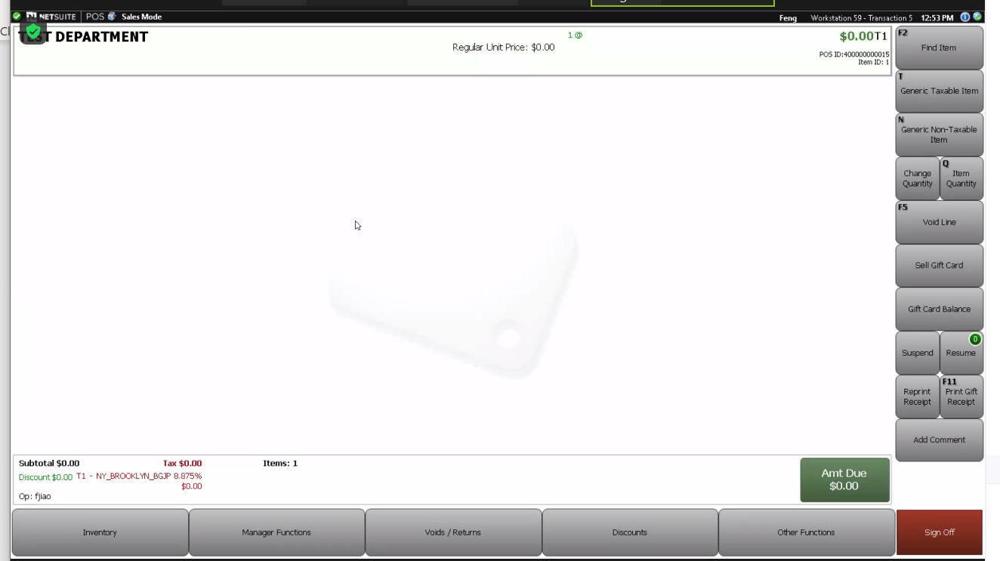 NETSUITE POS Sales Mode
Feng Workstation 59 - Transaction 5 12:53 PM
DEPARTMENT
1 @
$0.00T1
Regular Unit Price: $0.00
POS ID:400000000015
Item ID: 1
F2
Find Item
T
Generic Taxable Item
N
Generic Non-Taxable
Item
Change
Quantity
Q
Item
Quantity
F5
Void Line
Sell Gift Card
Gift Card Balance
Suspend
0
Resume
Reprint
Receipt
F11
Print Gift
Receipt
Add Comment
Subtotal $0.00 Tax $0.00 Items: 1
Discount $0.00 T1 - NY_BROOKLYN_BGJP 8.875%
$0.00
Op: fjiao
Amt Due
$0.00
Inventory
Manager Functions
Voids / Returns
Discounts
Other Functions
Sign Off